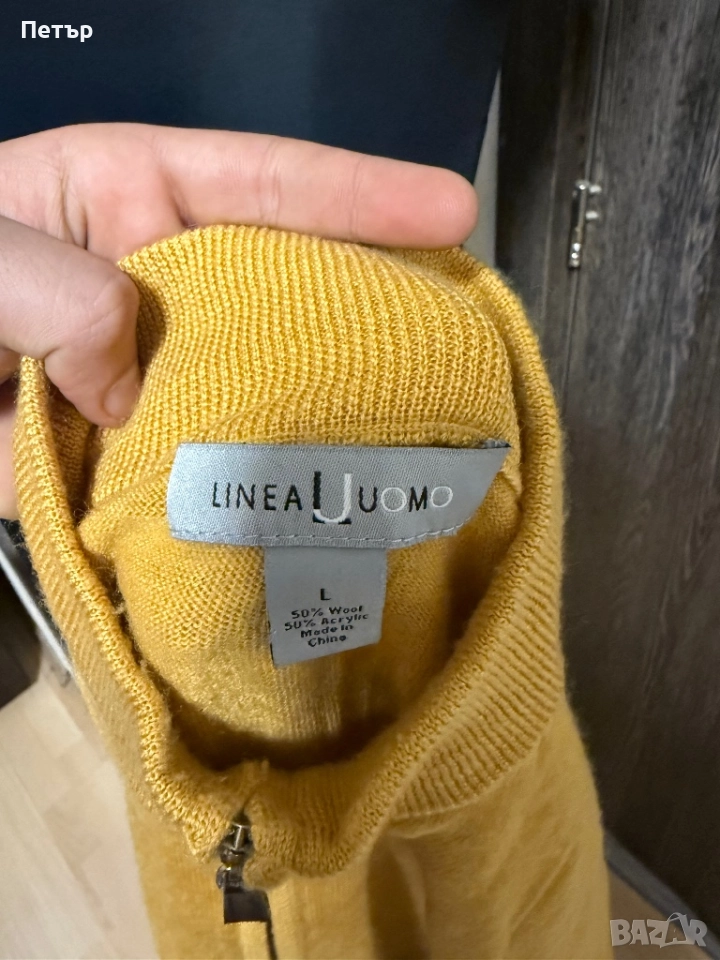 Петър
LINEA U UOMO
L
50% Wool
50% Acrylic
Made in
China
BAZAR